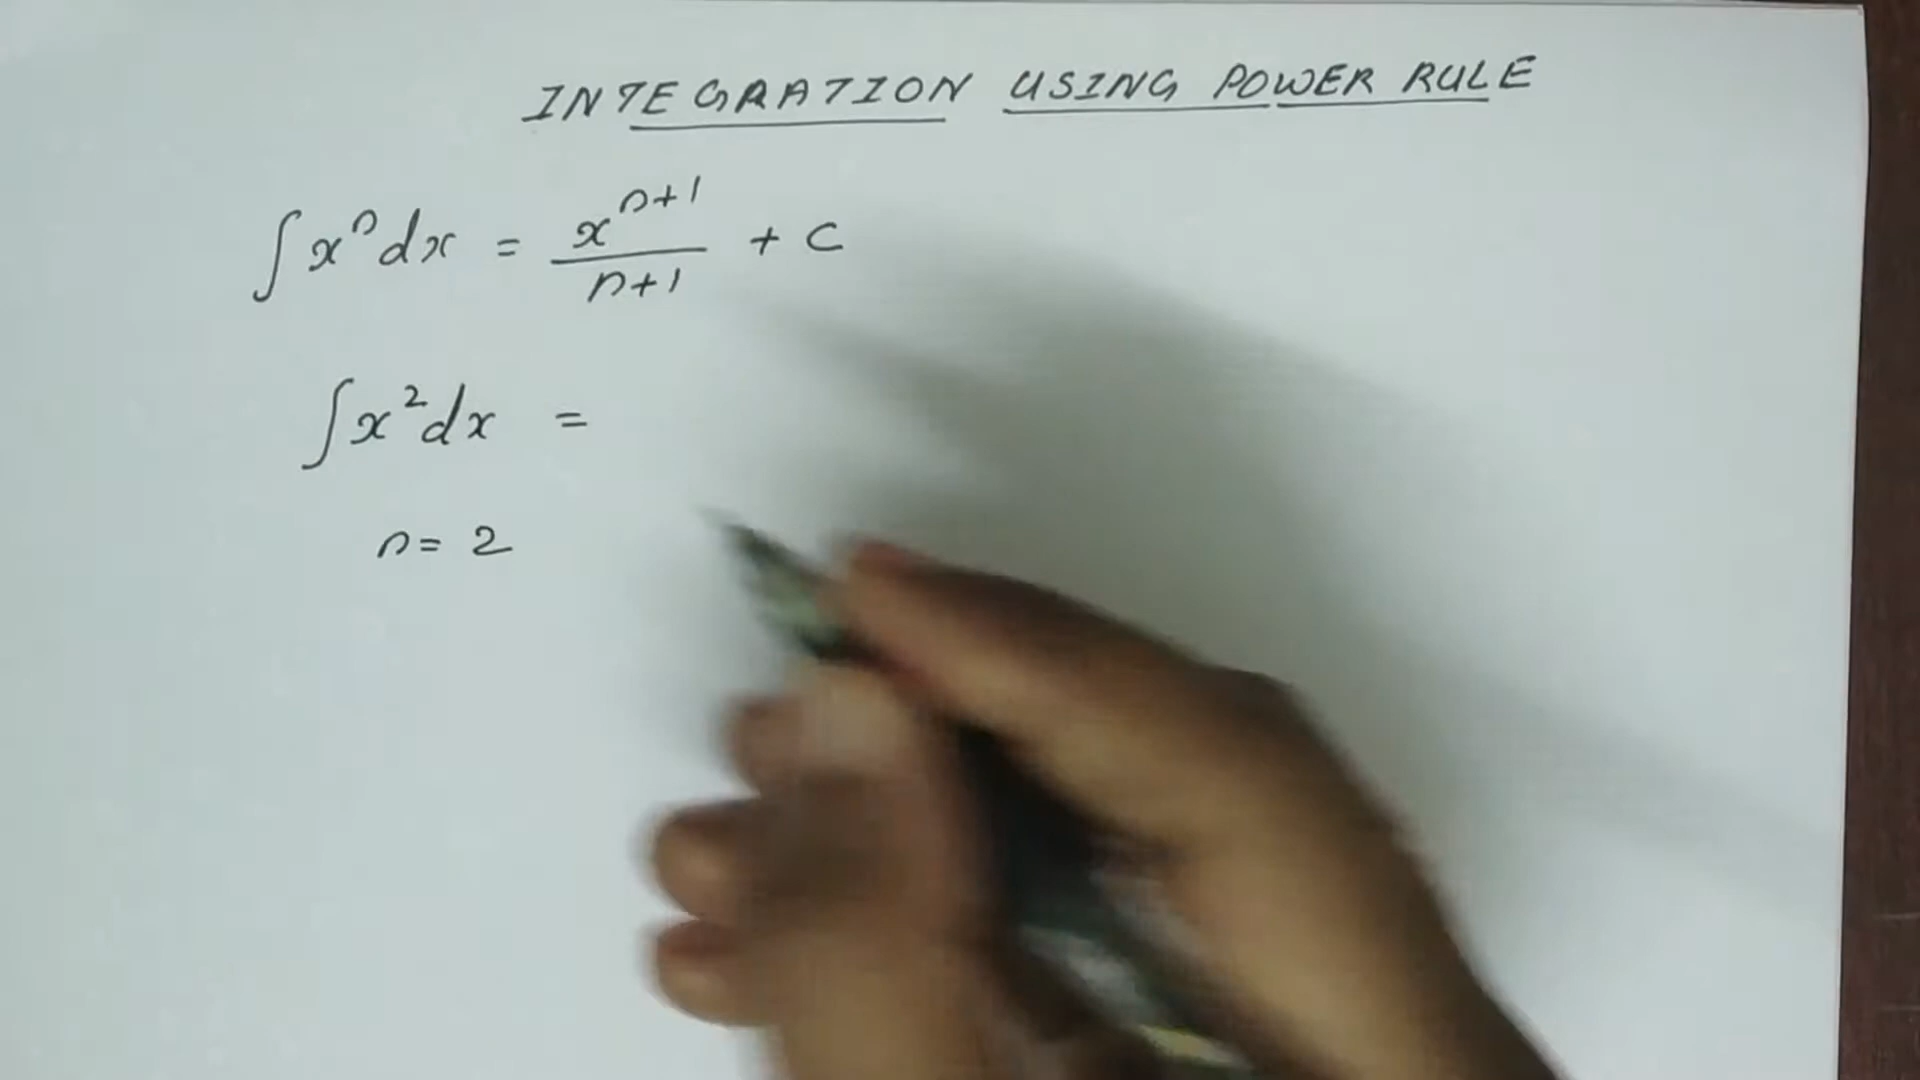 INTEGRATION USING POWER RULE
∫xⁿdx = xⁿ⁺¹/n+1 + c
∫x²dx =
n = 2